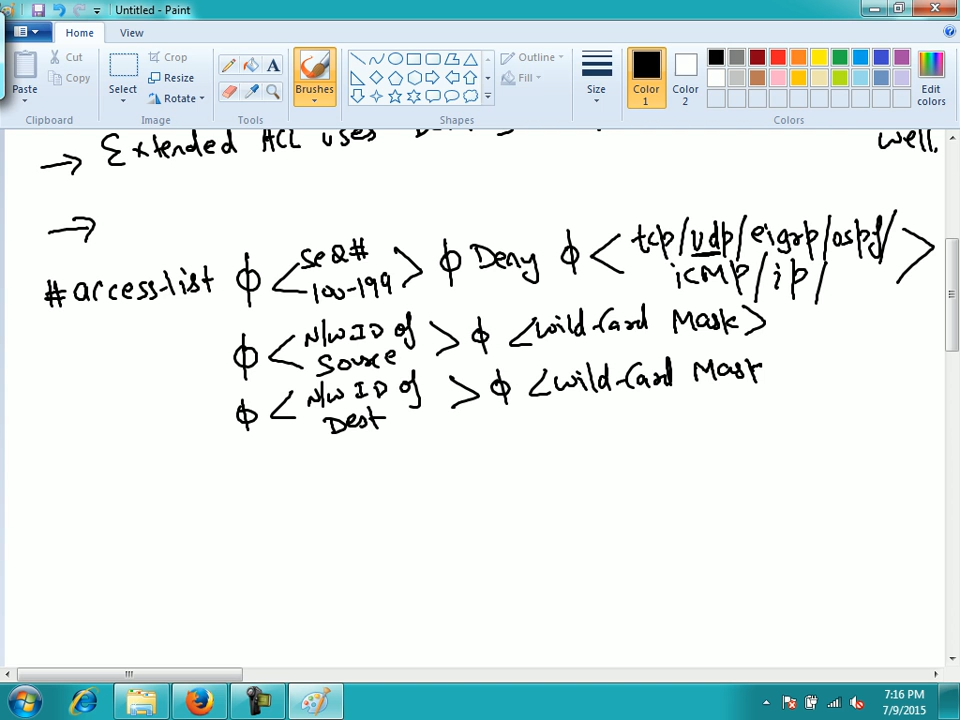 Untitled - Paint
Home View
Cut
Copy
Paste
Clipboard
Select
Crop
Resize
Rotate
Image
Tools
Brushes
Shapes
Outline
Fill
Size
Color 1
Color 2
Colors
Edit colors
→ Extended ACL uses well.
→
#access-list ϕ < Se&# 100-199 > ϕ Deny ϕ < tcp/udp/eigrp/ospf/ icmp/ip/ >
ϕ < N/w ID of Source > ϕ <wild-Card Mask>
ϕ < N/w ID of Dest > ϕ <wild-Card Mask
7:16 PM
7/9/2015